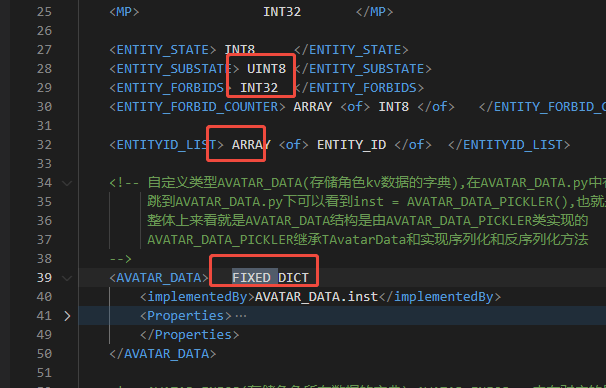 25 <MP> INT32 </MP>
26
27 <ENTITY_STATE> INT8 </ENTITY_STATE>
28 <ENTITY_SUBSTATE> UINT8 </ENTITY_SUBSTATE>
29 <ENTITY_FORBIDS> INT32 </ENTITY_FORBIDS>
30 <ENTITY_FORBID_COUNTER> ARRAY <of> INT8 </of> </ENTITY_FORBID_C
31
32 <ENTITYID_LIST> ARRAY <of> ENTITY_ID </of> </ENTITYID_LIST>
33
34 <!-- 自定义类型AVATAR_DATA(存储角色kv数据的字典),在AVATAR_DATA.py中
35 跳到AVATAR_DATA.py下可以看到inst = AVATAR_DATA_PICKLER(),也就
36 整体上来看就是AVATAR_DATA结构是由AVATAR_DATA_PICKLER类实现的
37 AVATAR_DATA_PICKLER继承TAvatarData和实现序列化和反序列化方法
38 -->
39 <AVATAR_DATA> FIXED_DICT
40 <implementedBy>AVATAR_DATA.inst</implementedBy>
41 <Properties>…
49 </Properties>
50 </AVATAR_DATA>
51